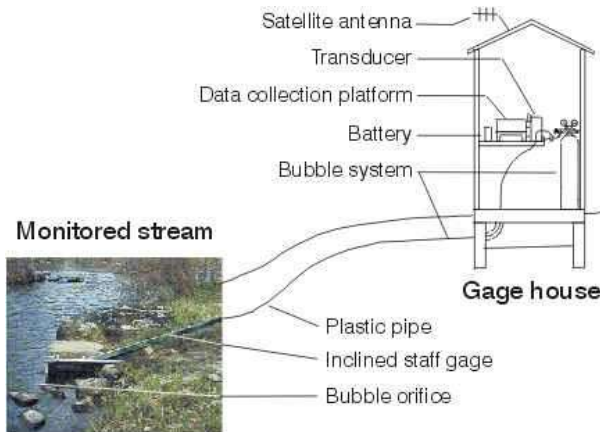 Satellite antenna
Transducer
Data collection platform
Battery
Bubble system
Monitored stream
Gage house
Plastic pipe
Inclined staff gage
Bubble orifice